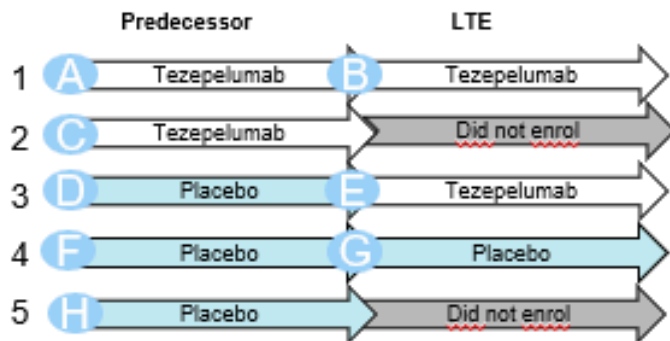 Predecessor LTE
1 A Tezepelumab B Tezepelumab
2 C Tezepelumab Did not enrol
3 D Placebo E Tezepelumab
4 F Placebo G Placebo
5 H Placebo Did not enrol